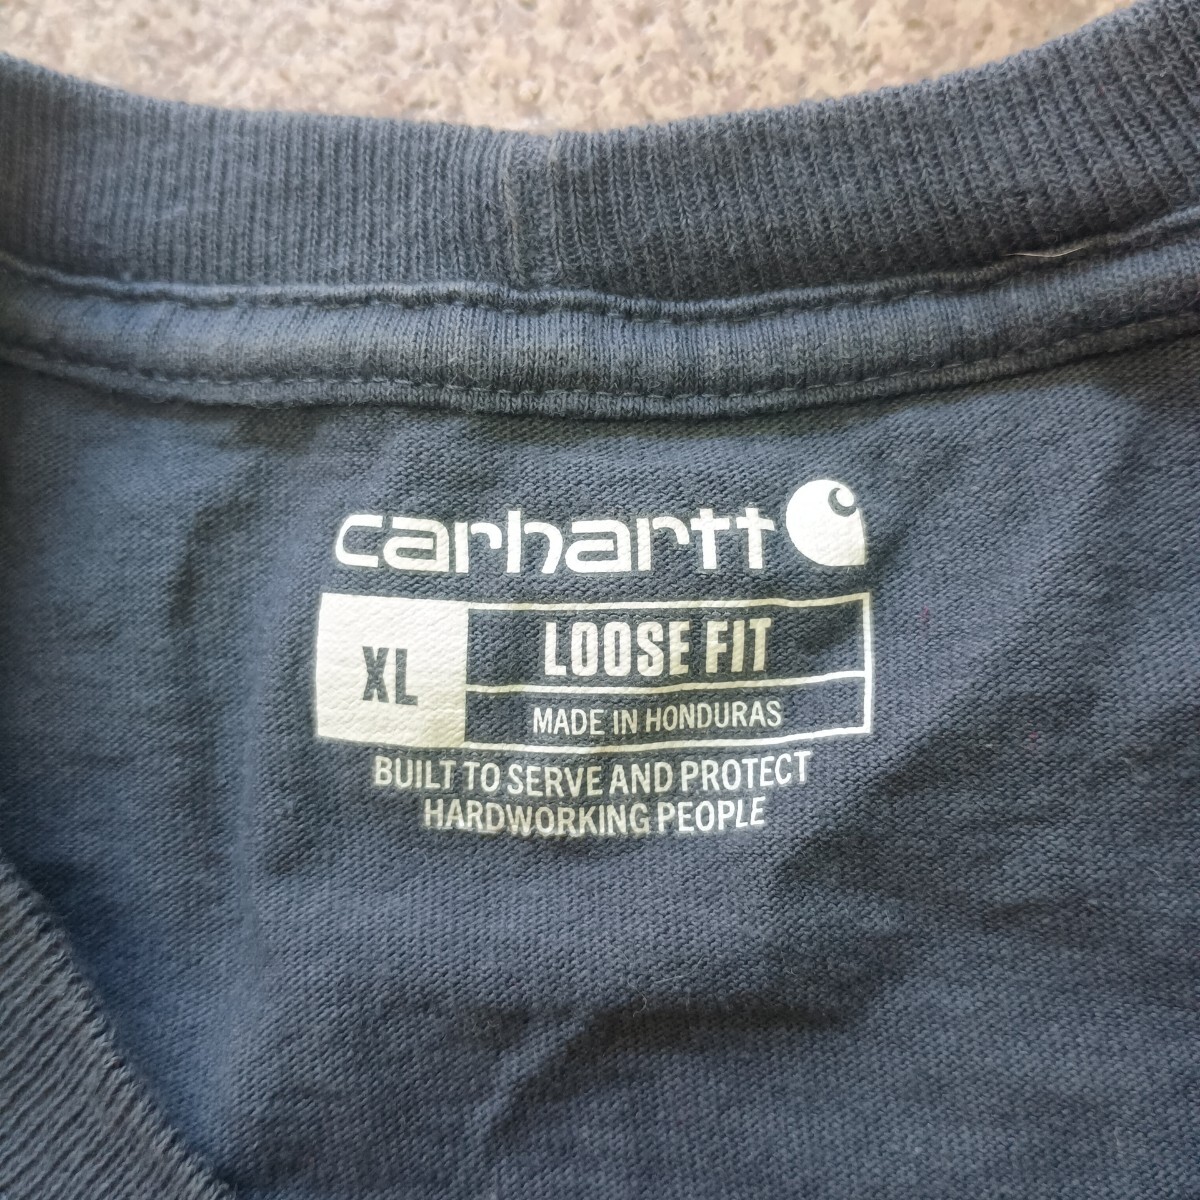 carhartt
XL
LOOSE FIT
MADE IN HONDURAS
BUILT TO SERVE AND PROTECT
HARDWORKING PEOPLE